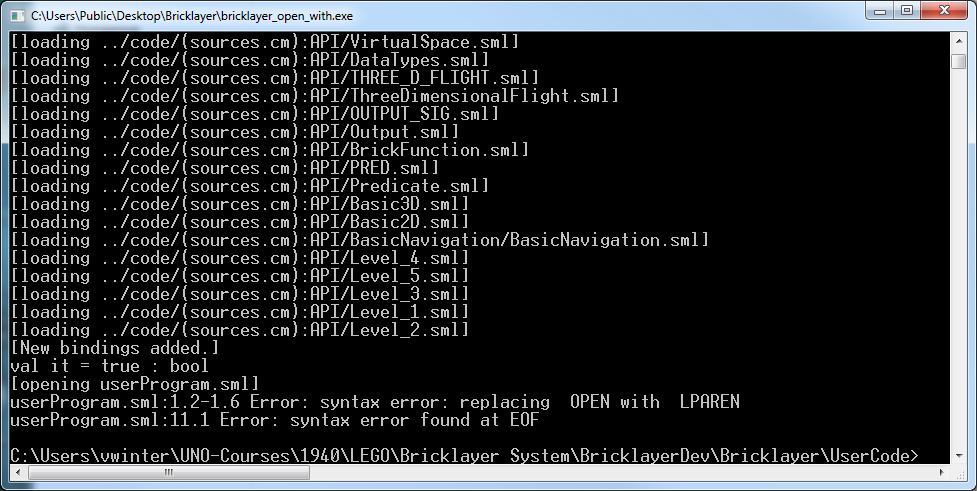 C:\Users\Public\Desktop\Bricklayer\bricklayer_open_with.exe
[loading ../code/(sources.cm):API/VirtualSpace.sml]
[loading ../code/(sources.cm):API/DataTypes.sml]
[loading ../code/(sources.cm):API/THREE_D_FLIGHT.sml]
[loading ../code/(sources.cm):API/ThreeDimensionalFlight.sml]
[loading ../code/(sources.cm):API/OUTPUT_SIG.sml]
[loading ../code/(sources.cm):API/Output.sml]
[loading ../code/(sources.cm):API/BrickFunction.sml]
[loading ../code/(sources.cm):API/PRED.sml]
[loading ../code/(sources.cm):API/Predicate.sml]
[loading ../code/(sources.cm):API/Basic3D.sml]
[loading ../code/(sources.cm):API/Basic2D.sml]
[loading ../code/(sources.cm):API/BasicNavigation/BasicNavigation.sml]
[loading ../code/(sources.cm):API/Level_4.sml]
[loading ../code/(sources.cm):API/Level_5.sml]
[loading ../code/(sources.cm):API/Level_3.sml]
[loading ../code/(sources.cm):API/Level_1.sml]
[loading ../code/(sources.cm):API/Level_2.sml]
[New bindings added.]
val it = true : bool
[opening userProgram.sml]
userProgram.sml:1.2-1.6 Error: syntax error: replacing  OPEN with  LPAREN
userProgram.sml:11.1 Error: syntax error found at EOF
C:\Users\vwinter\UNO-Courses\1940\LEGO\Bricklayer System\BricklayerDev\Bricklayer\UserCode>